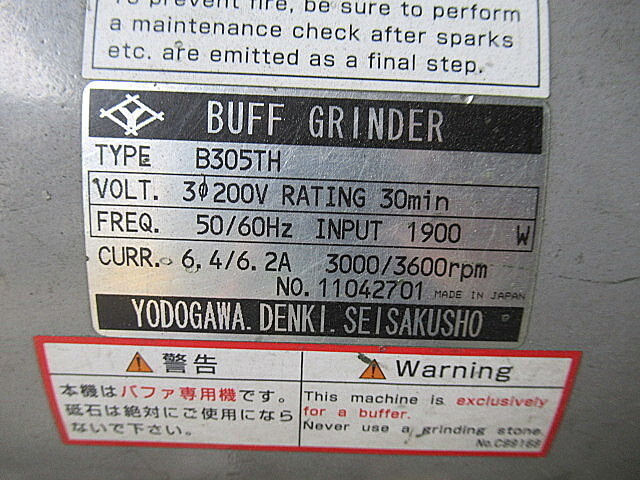 To prevent fire, be sure to perform
a maintenance check after sparks
etc. are emitted as a final step.
BUFF GRINDER
TYPE B305TH
VOLT. 3ϕ200V RATING 30min
FREQ. 50/60Hz INPUT 1900 W
CURR. 6.4/6.2A 3000/3600rpm
NO. 11042701 MADE IN JAPAN
YODOGAWA.DENKI.SEISAKUSHO
警告
本機はバフ専用機です。
砥石は絶対にご使用になら
ないで下さい。
Warning
This machine is exclusively
for a buffer.
Never use a grinding stone.